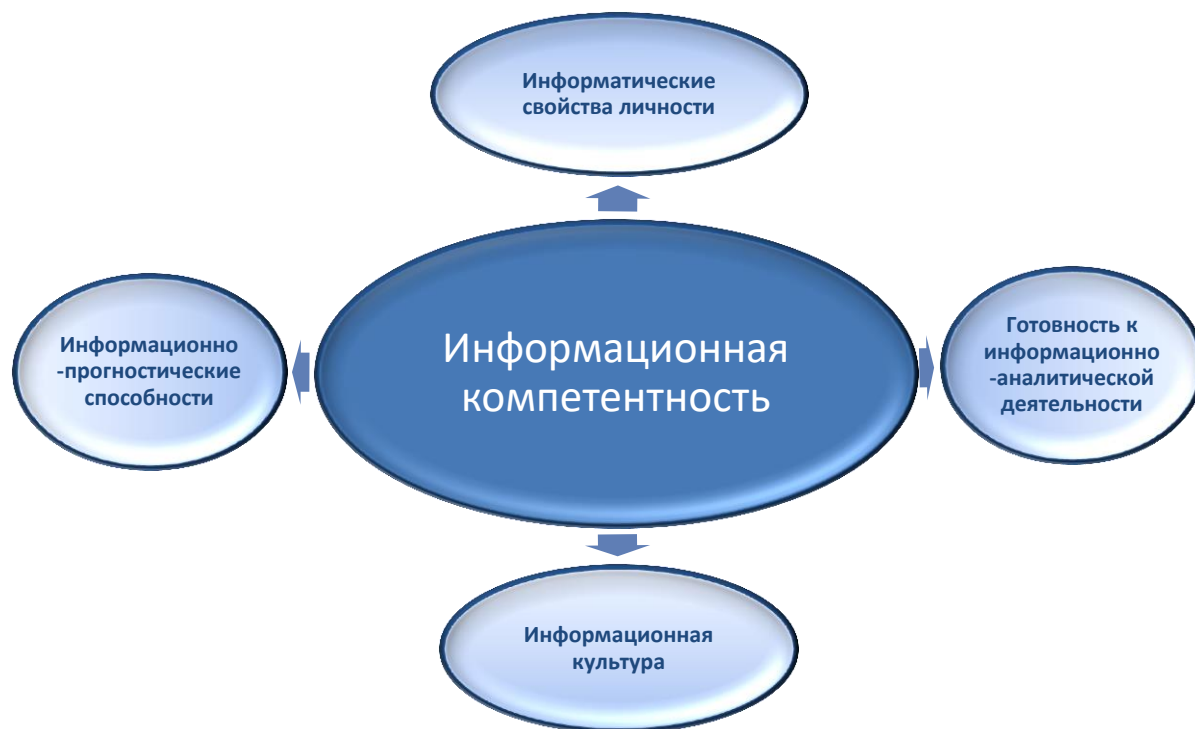 Информатические
свойства личности
Информационно
-прогностические
способности
Информационная
компетентность
Готовность к
информационно
-аналитической
деятельности
Информационная
культура